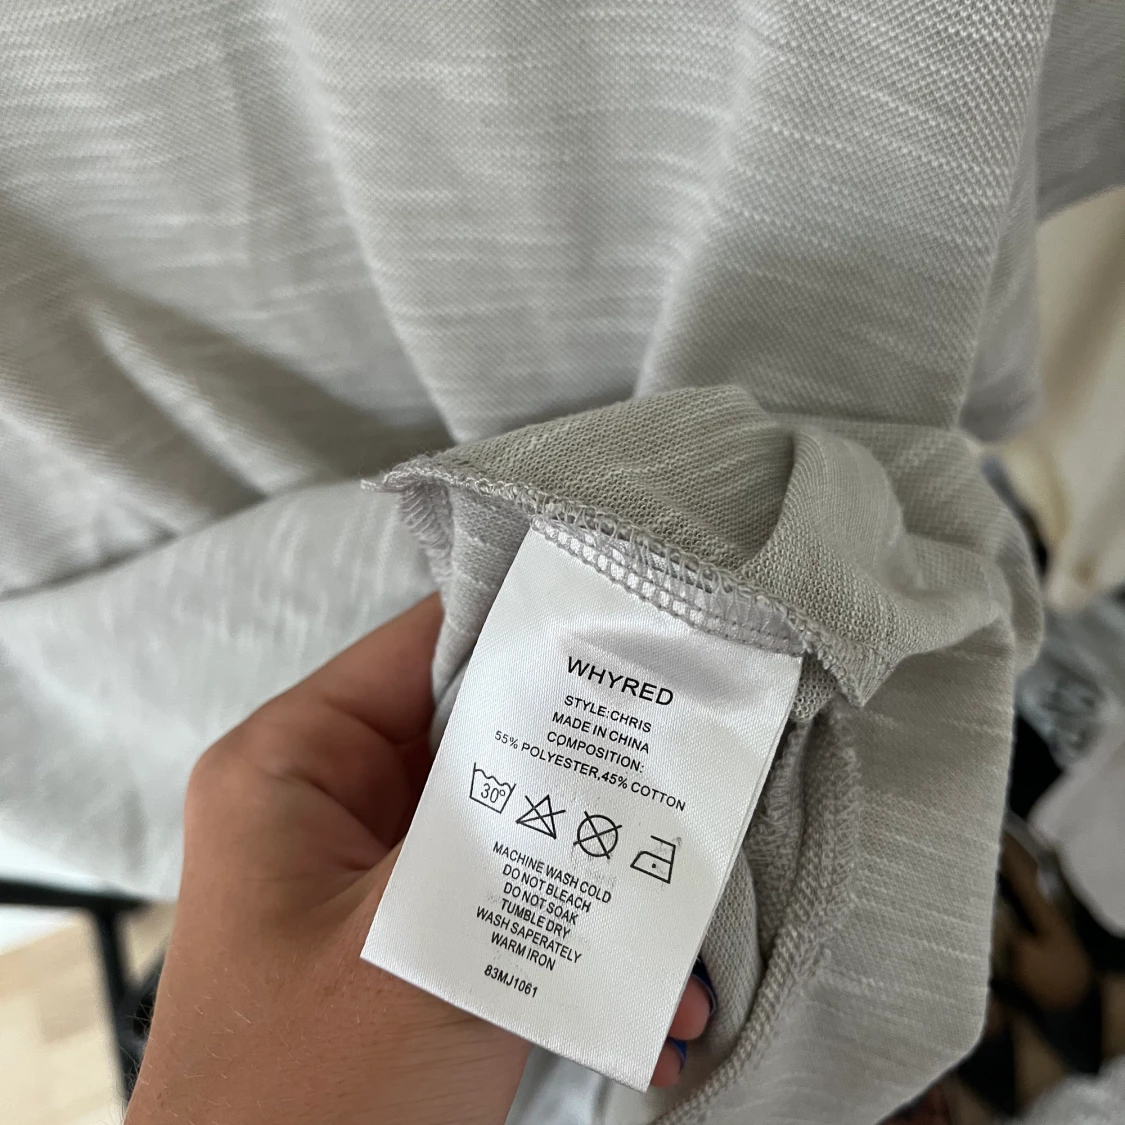 WHYRED
STYLE:CHRIS
MADE IN CHINA
COMPOSITION:
55% POLYESTER,45% COTTON
30°
MACHINE WASH COLD
DO NOT BLEACH
DO NOT SOAK
TUMBLE DRY
WASH SAPERATELY
WARM IRON
83MJ1061